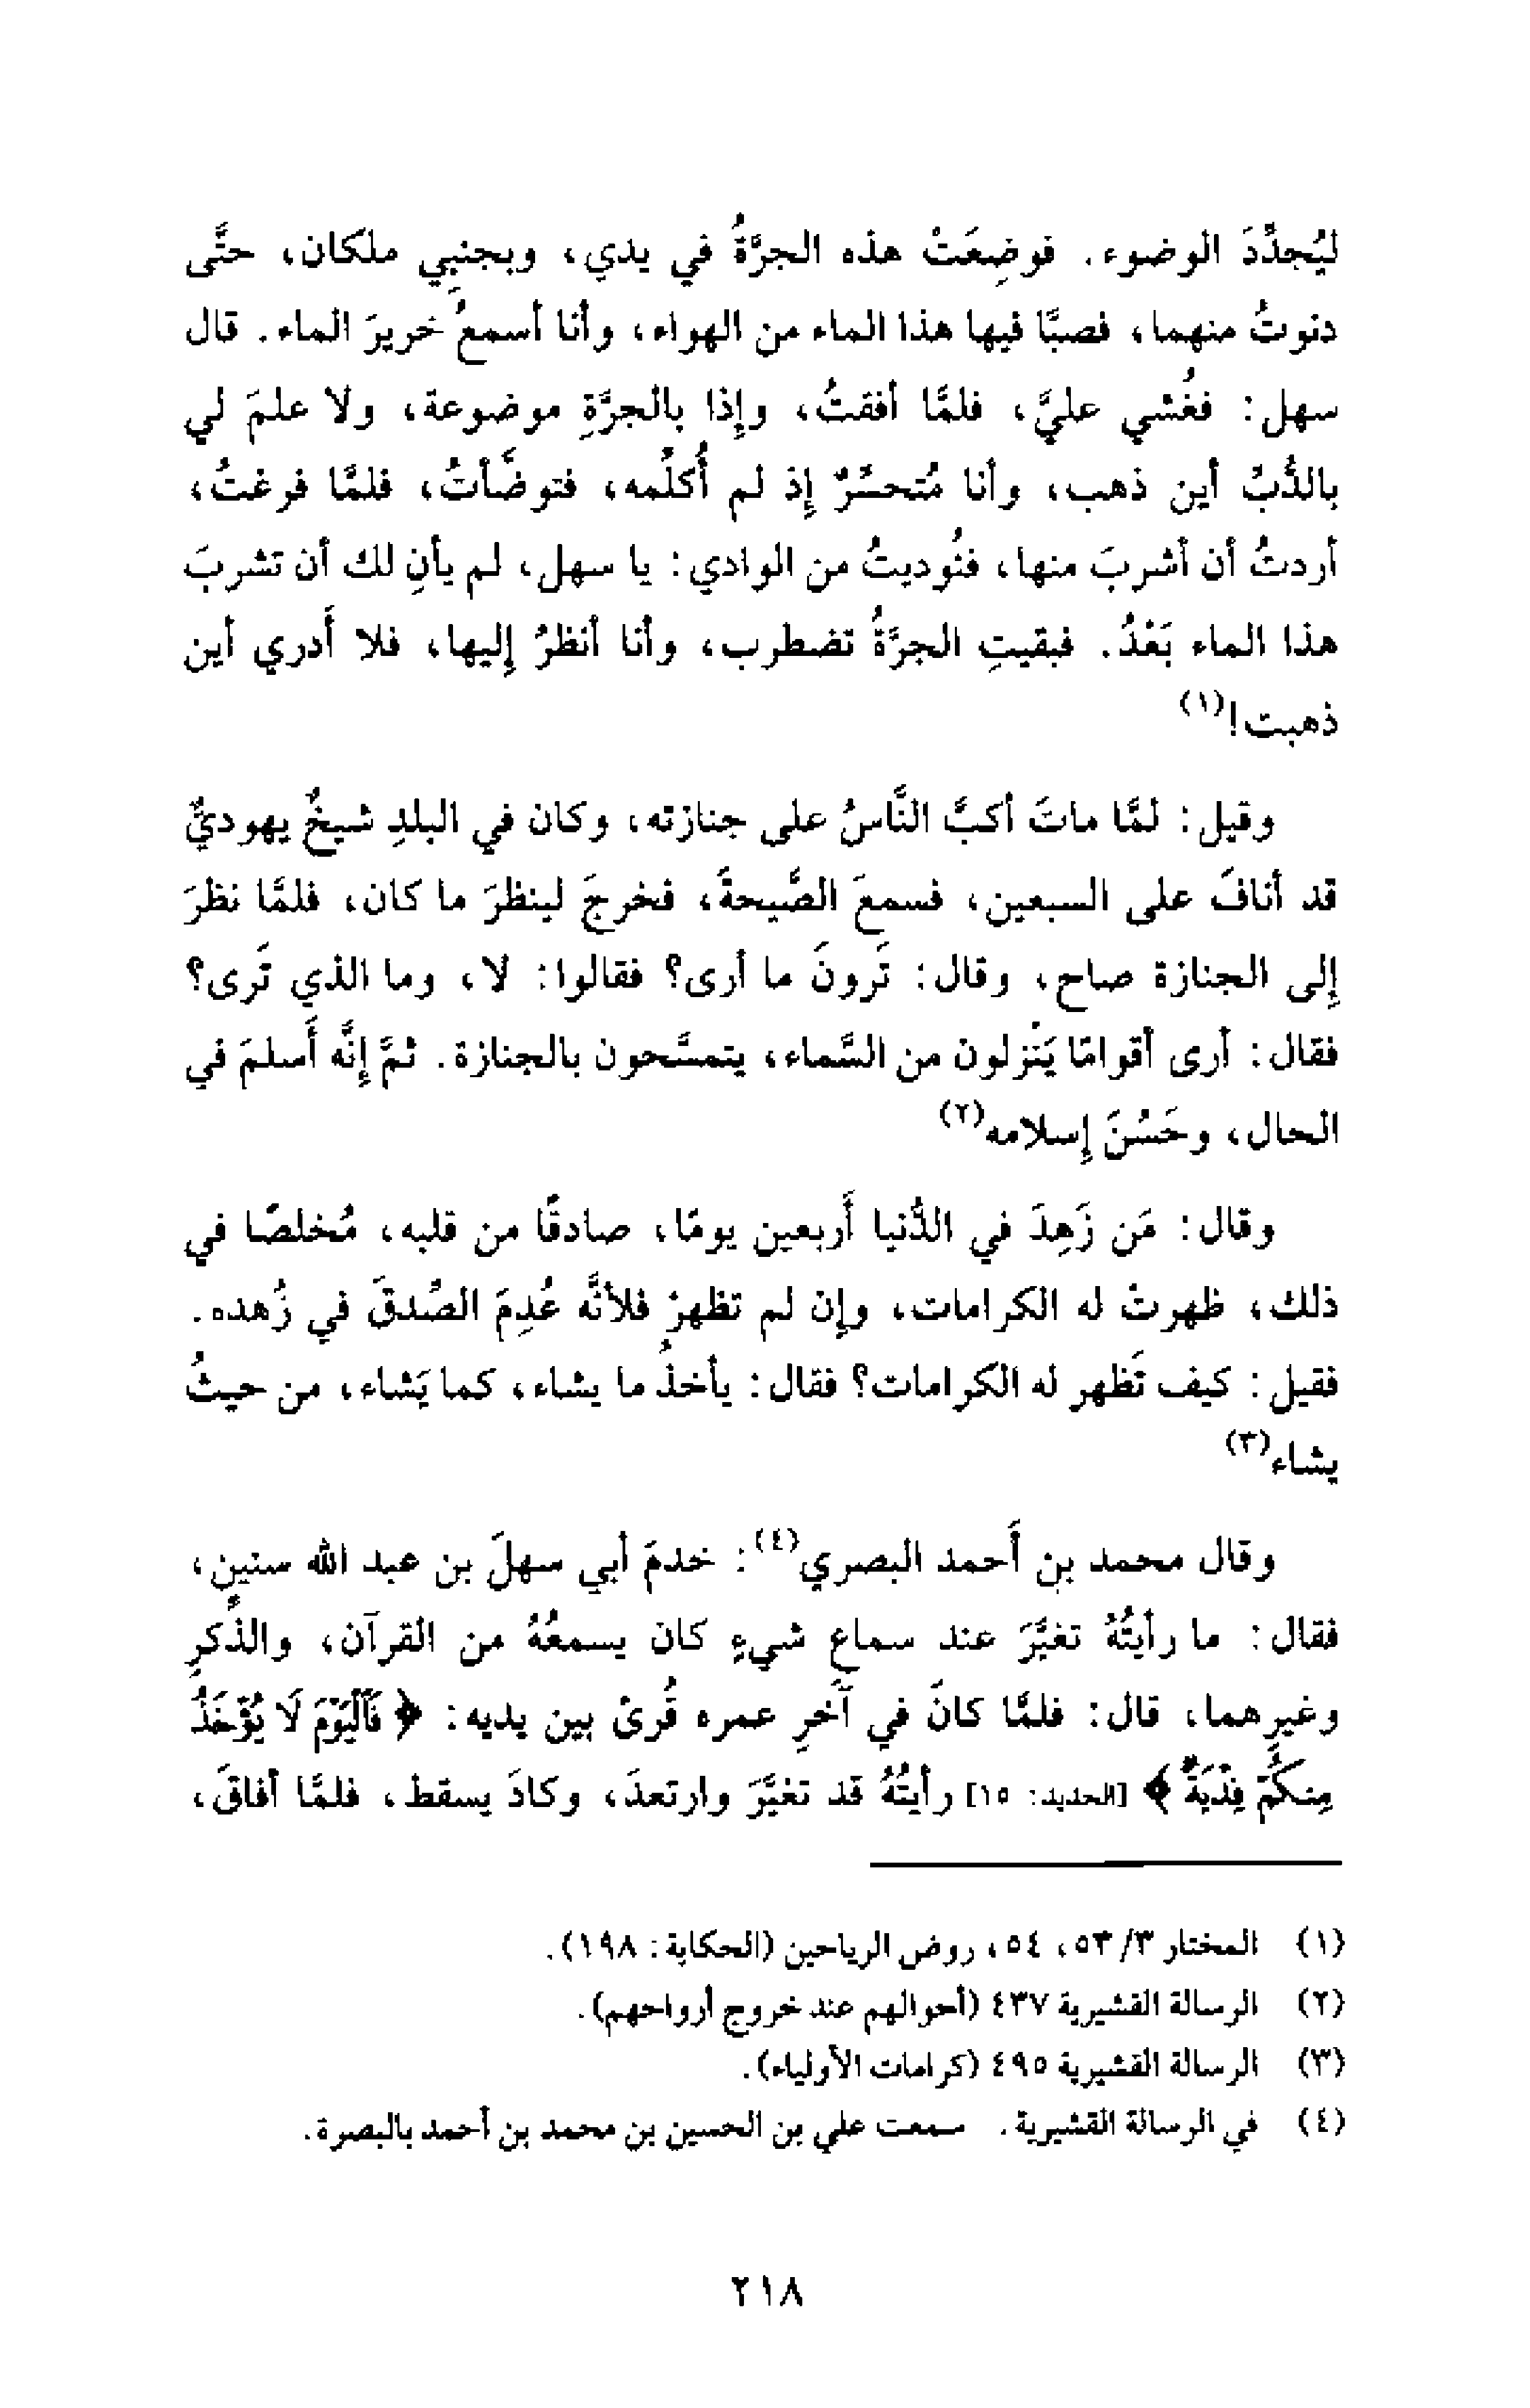 ليُجدِّدَ الوضوء. فوضِعَتْ هذه الجرَّةُ في يدي، وبجنبِي ملكان، حتَّى
دنوتُ منهما، فصبَّا فيها هذا الماء من الهواء، وأنا أسمعُ خريرَ الماء. قال
سهل: فغُشي عليَّ، فلمَّا أفقتُ، وإذا بالجرَّةِ موضوعة، ولا علمَ لي
بالدُّبِّ أين ذهب، وأنا مُتحسِّرٌ إذ لم أُكلِّمه، فتوضَّأتُ، فلمَّا فرغتُ،
أردتُ أن أشربَ منها، فنُوديتُ من الوادي: يا سهل، لم يأنِ لك أن تشربَ
هذا الماء بَعْدُ. فبقيتِ الجرَّةُ تضطرب، وأنا أنظرُ إليها، فلا أَدري أين
ذهبت!(١)
وقيل: لمَّا ماتَ أكبَّ النَّاسُ على جنازته، وكان في البلدِ شيخٌ يهوديٌّ
قد أنافَ على السبعين، فسمعَ الصَّيحةَ، فخرجَ لينظرَ ما كان، فلمَّا نظرَ
إلى الجنازة صاح، وقال: تَرونَ ما أرى؟ فقالوا: لا، وما الذي تَرى؟
فقال: أرى أقوامًا يَنْزلون من السَّماء، يتمسَّحون بالجنازة. ثمَّ إنَّه أَسلمَ في
الحال، وحَسُنَ إسلامه(٢)
وقال: مَن زَهِدَ في الدُّنيا أَربعين يومًا، صادقًا من قلبه، مُخلصًا في
ذلك، ظهرتْ له الكرامات، وإن لم تظهرْ فلأنَّه عُدِمَ الصِّدقَ في زُهده.
فقيل: كيف تَظهر له الكرامات؟ فقال: يأخذُ ما يشاء، كما يَشاء، من حيثُ
يشاء(٣)
وقال محمد بن أَحمد البصري(٤): خدمَ أبي سهلَ بن عبد الله سنين،
فقال: ما رأيتُهُ تغيَّرَ عند سماعِ شيءٍ كان يسمعُهُ من القرآن، والذِّكرِ
وغيرِهما، قال: فلمَّا كانَ في آخرِ عمره قُرئ بين يديه: ﴿ فَٱلْيَوْمَ لَا يُؤْخَذُ
مِنكُمْ فِدْيَةٌ ﴾ [الحديد: ١٥] رأيتُهُ قد تغيَّرَ وارتعدَ، وكادَ يسقط، فلمَّا أفاقَ،
(١) المختار ٣/ ٥٣، ٥٤، روض الرياحين (الحكاية: ١٩٨).
(٢) الرسالة القشيرية ٤٣٧ (أحوالهم عند خروج أرواحهم).
(٣) الرسالة القشيرية ٤٩٥ (كرامات الأولياء).
(٤) في الرسالة القشيرية. سمعت علي بن الحسين بن محمد بن أحمد بالبصرة.
٢١٨